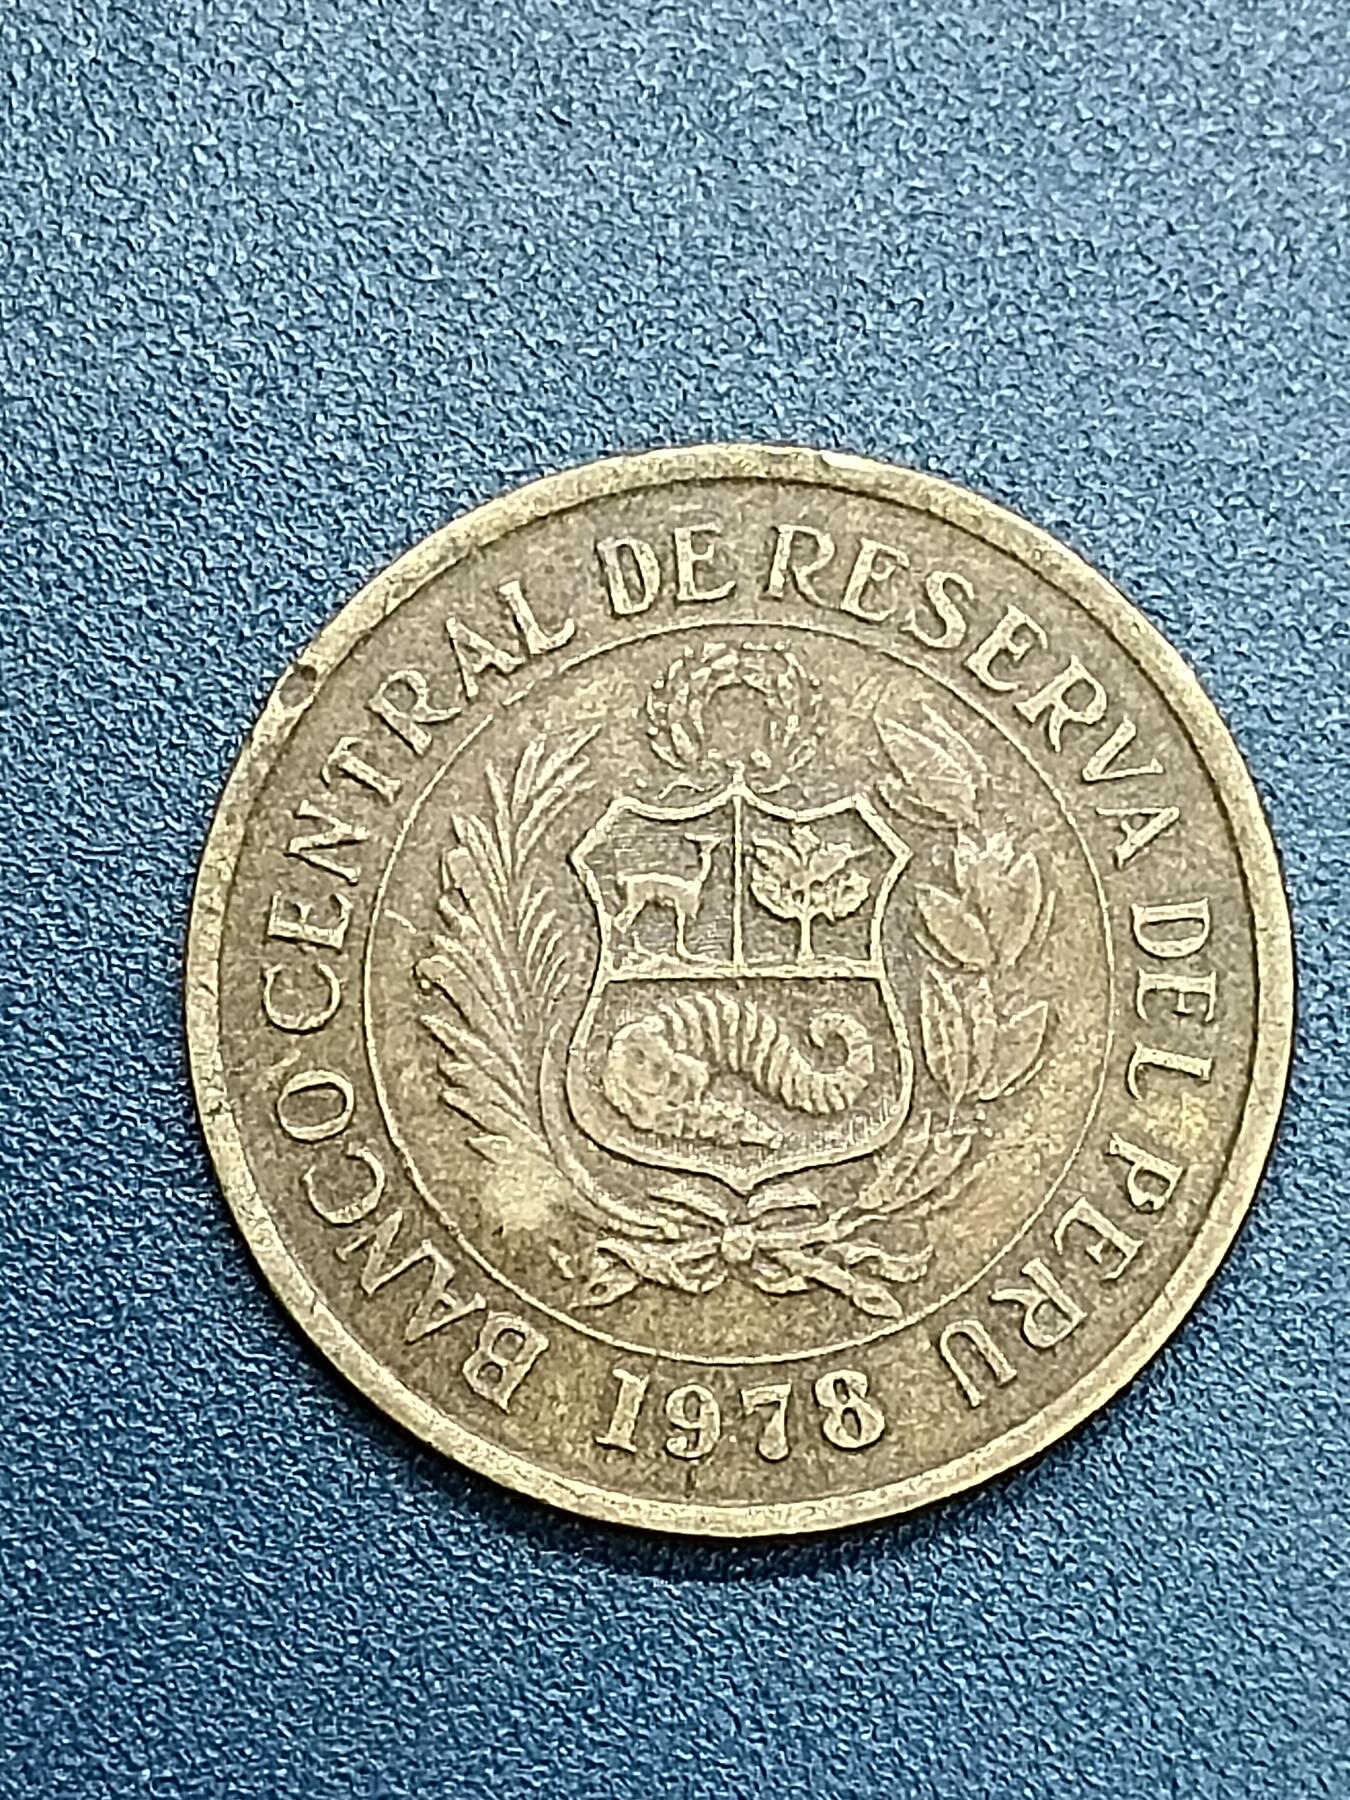 BANCO CENTRAL DE RESERVA DEL PERU
1978